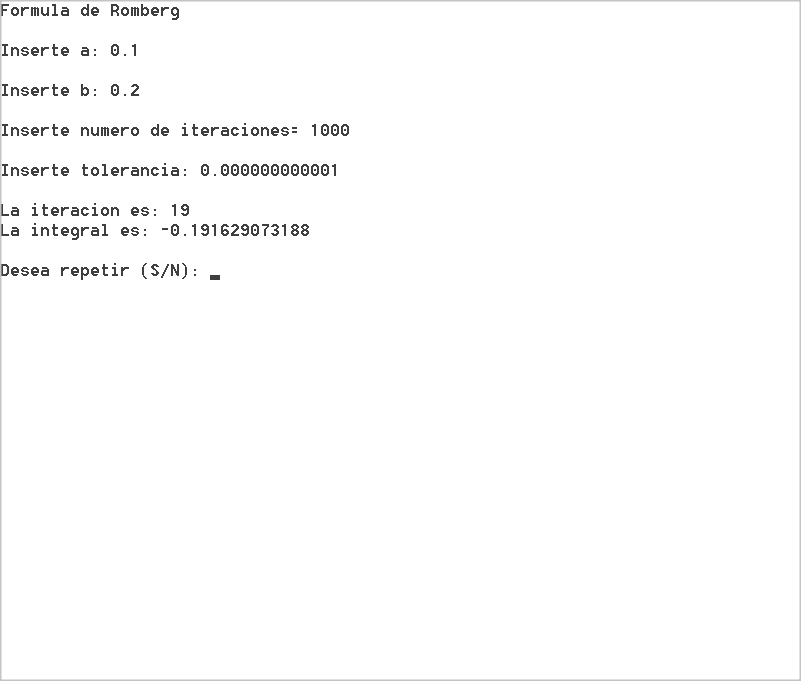 Formula de Romberg
Inserte a: 0.1
Inserte b: 0.2
Inserte numero de iteraciones= 1000
Inserte tolerancia: 0.000000000001
La iteracion es: 19
La integral es: -0.191629073188
Desea repetir (S/N): _